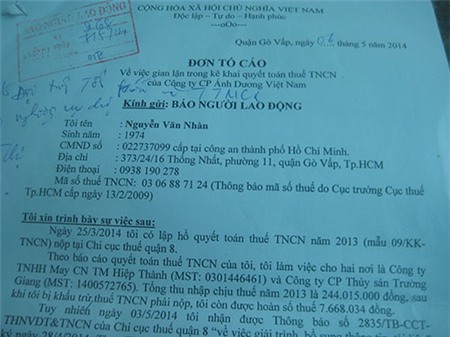 CỘNG HÒA XÃ HỘI CHỦ NGHĨA VIỆT NAM
Độc lập – Tự do – Hạnh phúc
---oOo---
BÁO NGƯỜI LAO ĐỘNG
Quận Gò Vấp, ngày 06 tháng 5/2014
ĐƠN TỐ CÁO
Về việc gian lận trong kê khai quyết toán thuế TNCN
của Công ty CP Ánh Dương Việt Nam
Kính gửi: BÁO NGƯỜI LAO ĐỘNG
Tôi tên : Nguyễn Văn Nhàn
Sinh năm : 1974
CMND số : 022737099 cấp tại công an thành phố Hồ Chí Minh.
Địa chỉ : 373/24/16 Thống Nhất, phường 11, quận Gò Vấp, Tp.HCM
Điện thoại : 0938 190 278
Mã số thuế TNCN: 03 06 88 71 24 (Thông báo mã số thuế do Cục trưởng Cục thuế
Tp.HCM cấp ngày 13/2/2009)
Tôi xin trình bày sự việc sau:
Ngày 25/3/2014 tôi có lập hồ quyết toán thuế TNCN năm 2013 (mẫu 09/KK-
TNCN) nộp tại Chi cục thuế quận 8.
Theo báo cáo quyết toán thuế TNCN của tôi, tôi làm việc cho hai nơi là Công ty
TNHH May CN TM Hiệp Thành (MST: 0301446461) và Công ty CP Thủy sản Trường
Giang (MST: 1400572765). Tổng thu nhập chịu thuế năm 2013 là 244.015.000 đồng, sau
khi tôi bị khấu trừ thuế TNCN phải nộp, tôi còn được hoàn số thuế 7.668.034 đồng.
Tuy nhiên ngày 03/5/2014 tôi nhận được Thông báo số 2835/TB-CCT-
THNVDT&TNCN của Chi cục thuế quận 8 "về việc giải trình, bổ sung thông tin